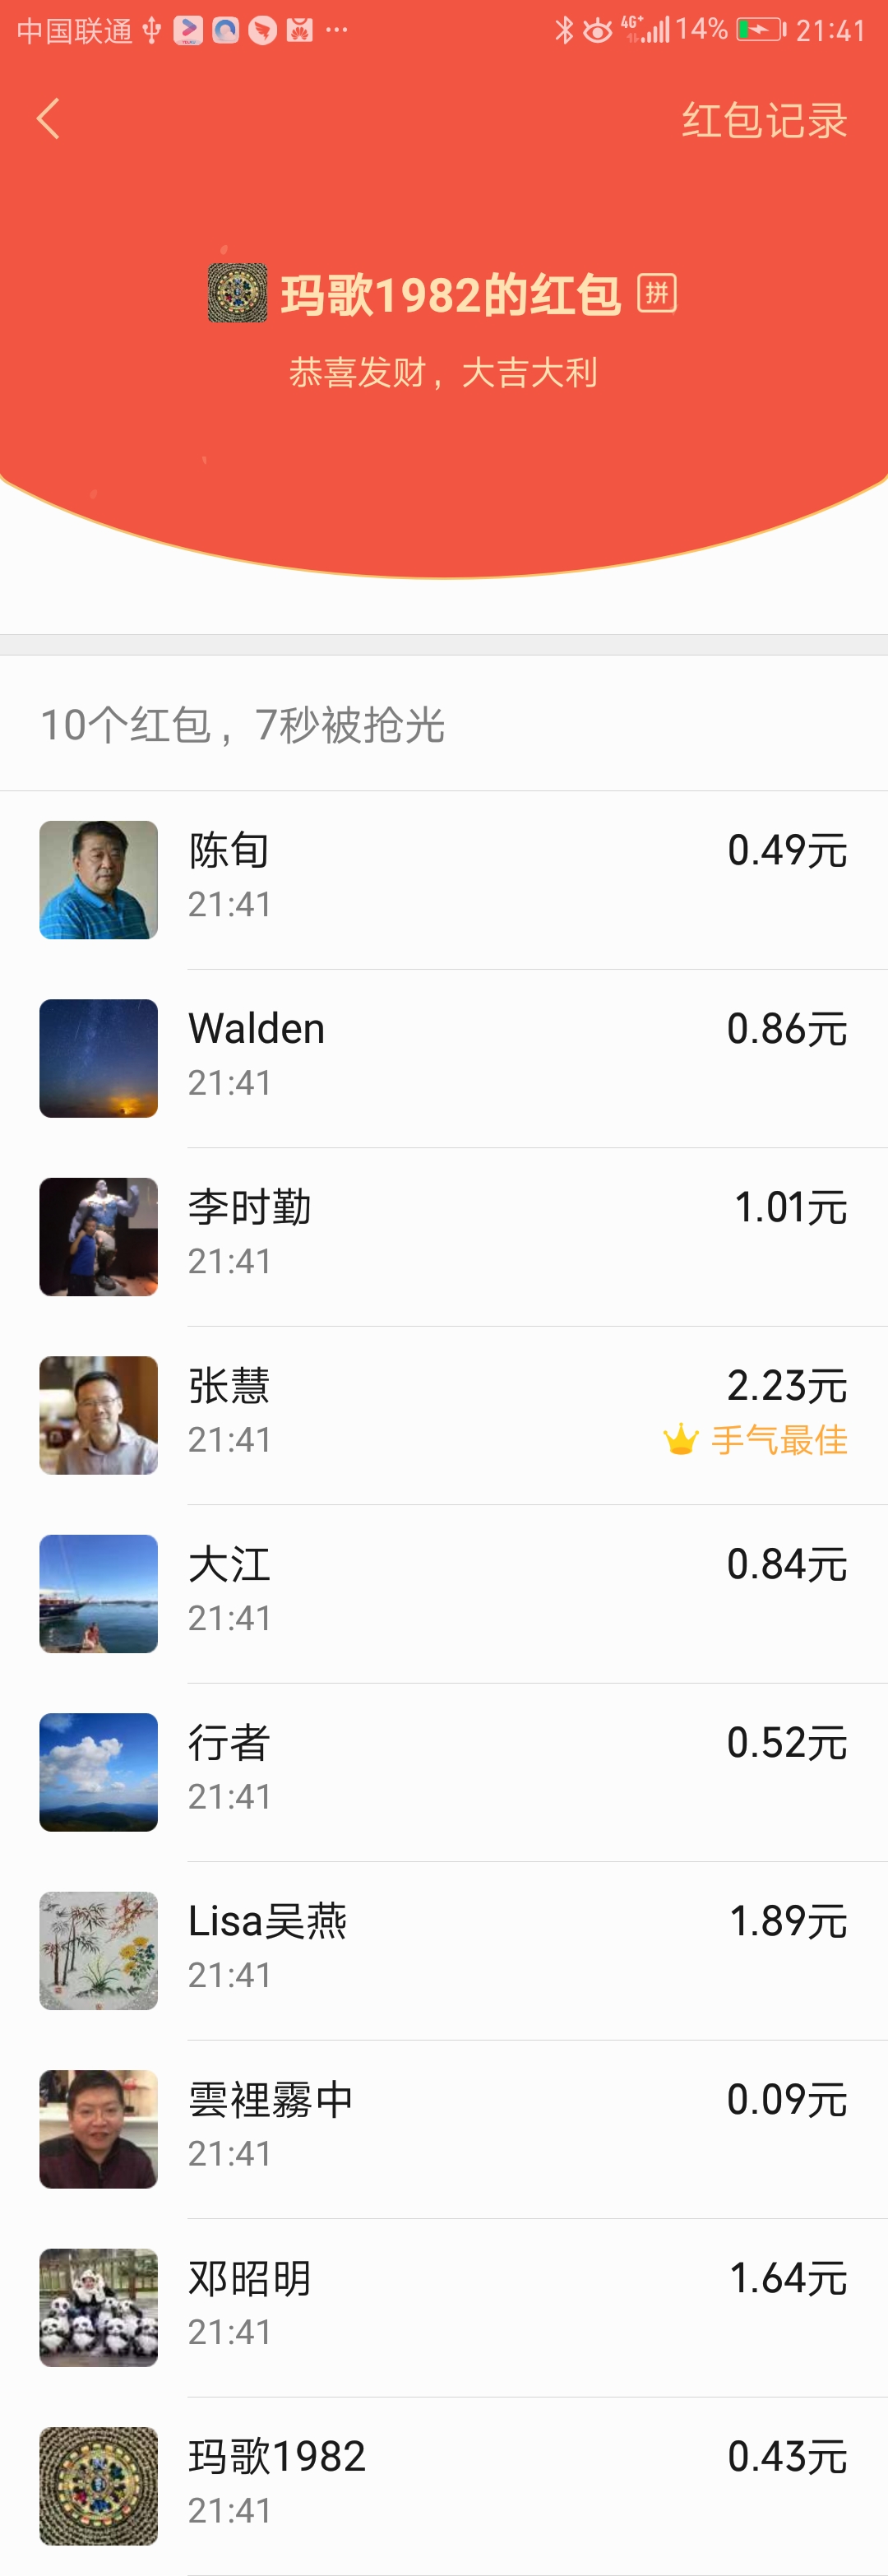 中国联通 4G+ 14% 21:41
红包记录
玛歌1982的红包 拼
恭喜发财，大吉大利
10个红包，7秒被抢光
陈旬 0.49元
21:41
Walden 0.86元
21:41
李时勤 1.01元
21:41
张慧 2.23元
21:41 手气最佳
大江 0.84元
21:41
行者 0.52元
21:41
Lisa吴燕 1.89元
21:41
雲裡霧中 0.09元
21:41
邓昭明 1.64元
21:41
玛歌1982 0.43元
21:41